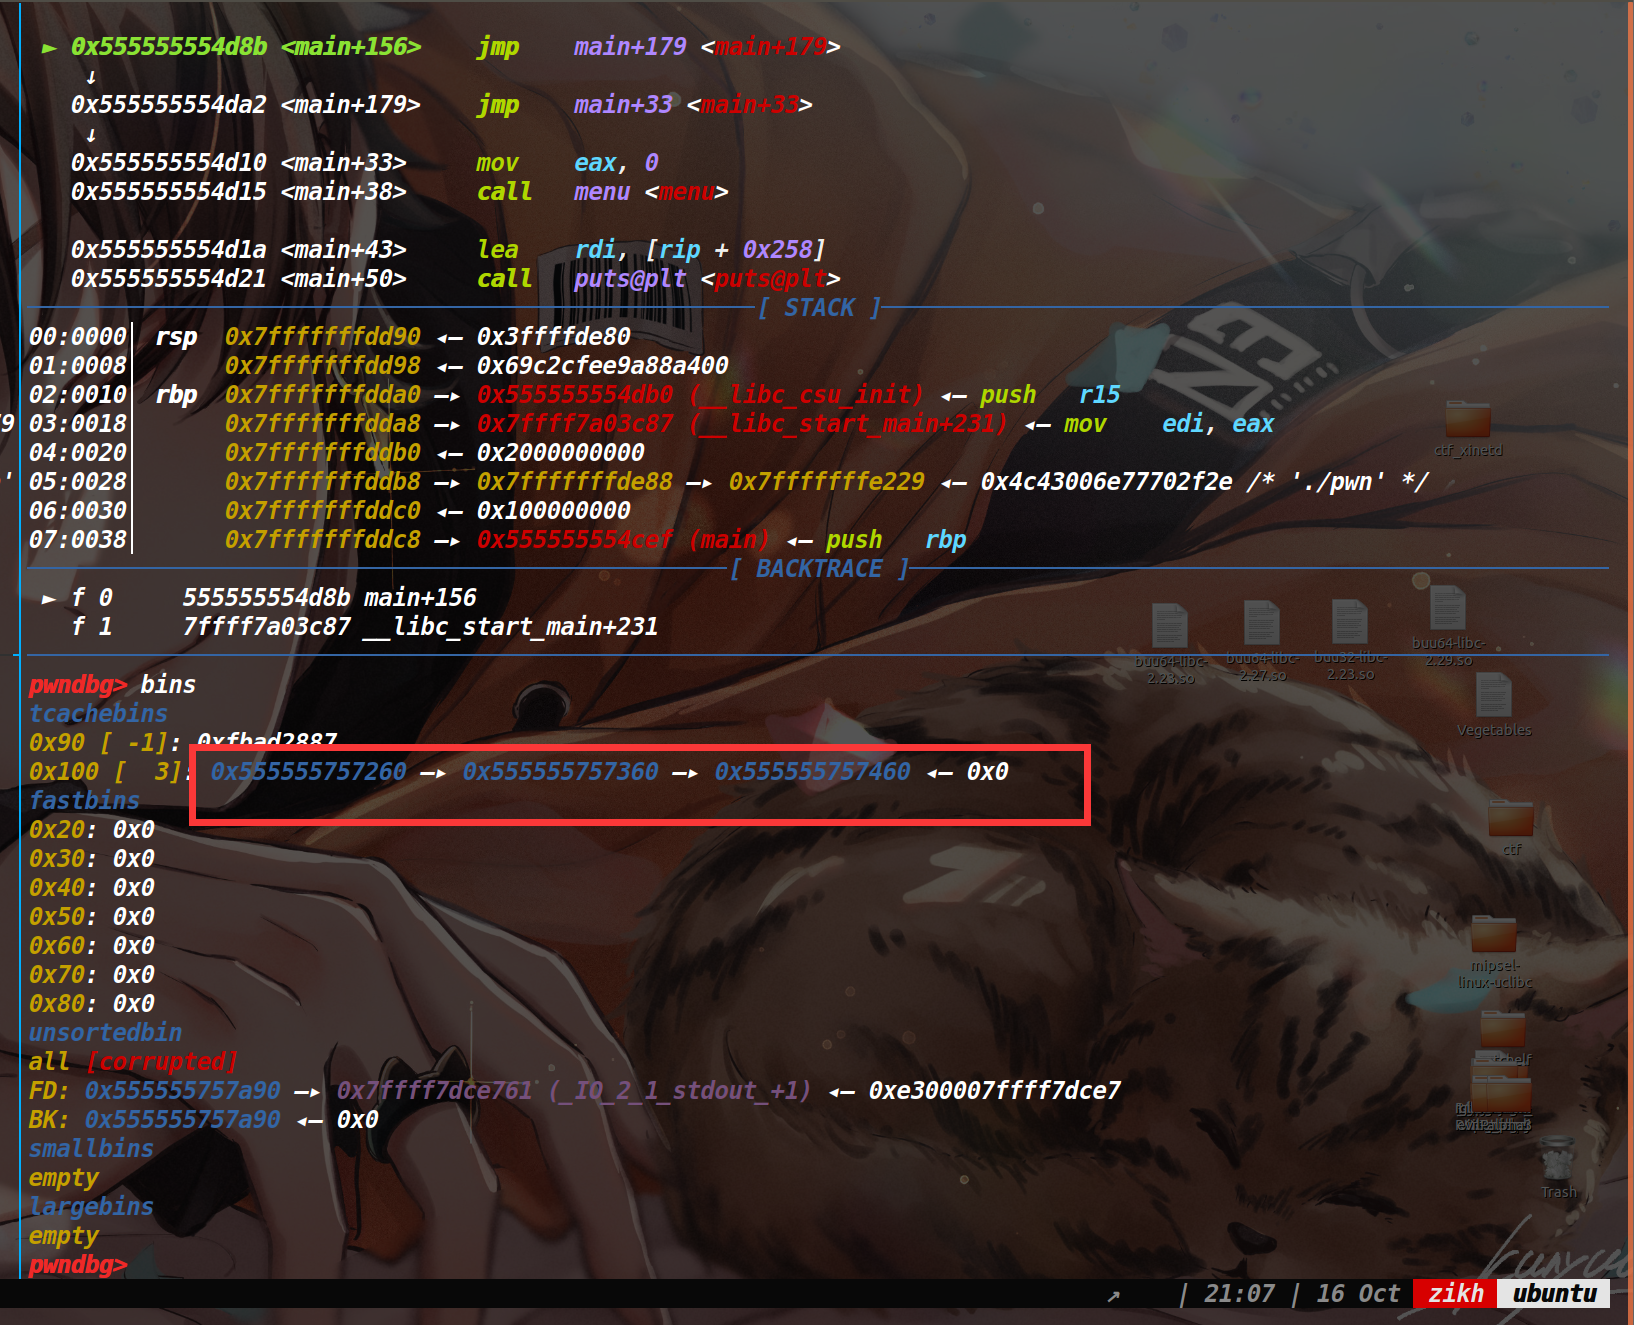 ► 0x555555554d8b <main+156> jmp main+179 <main+179>
↓
0x555555554da2 <main+179> jmp main+33 <main+33>
↓
0x555555554d10 <main+33> mov eax, 0
0x555555554d15 <main+38> call menu <menu>
0x555555554d1a <main+43> lea rdi, [rip + 0x258]
0x555555554d21 <main+50> call puts@plt <puts@plt>
[ STACK ]
00:0000│ rsp 0x7fffffffdd90 ◂— 0x3ffffde80
01:0008│ 0x7fffffffdd98 ◂— 0x69c2cfee9a88a400
02:0010│ rbp 0x7fffffffdda0 —▸ 0x555555554db0 (__libc_csu_init) ◂— push r15
03:0018│ 0x7fffffffdda8 —▸ 0x7ffff7a03c87 (__libc_start_main+231) ◂— mov edi, eax
04:0020│ 0x7fffffffddb0 ◂— 0x2000000000
05:0028│ 0x7fffffffddb8 —▸ 0x7fffffffde88 —▸ 0x7fffffffe229 ◂— 0x4c43006e77702f2e /* './pwn' */
06:0030│ 0x7fffffffddc0 ◂— 0x100000000
07:0038│ 0x7fffffffddc8 —▸ 0x555555554cef (main) ◂— push rbp
[ BACKTRACE ]
► f 0 555555554d8b main+156
f 1 7ffff7a03c87 __libc_start_main+231
pwndbg> bins
tcachebins
0x90 [ -1]: 0xfbad2887
0x100 [ 3]: 0x555555757260 —▸ 0x555555757360 —▸ 0x555555757460 ◂— 0x0
fastbins
0x20: 0x0
0x30: 0x0
0x40: 0x0
0x50: 0x0
0x60: 0x0
0x70: 0x0
0x80: 0x0
unsortedbin
all [corrupted]
FD: 0x555555757a90 —▸ 0x7ffff7dce761 (_IO_2_1_stdout_+1) ◂— 0xe300007ffff7dce7
BK: 0x555555757a90 ◂— 0x0
smallbins
empty
largebins
empty
pwndbg>
ctf_xinetd
buu64-libc-
2.23.so
buu64-libc-
2.27.so
buu32-libc-
2.23.so
buu64-libc-
2.29.so
Vegetables
ctf
mipsel-
linux-uclibc
Trash
↗ | 21:07 | 16 Oct zikh ubuntu